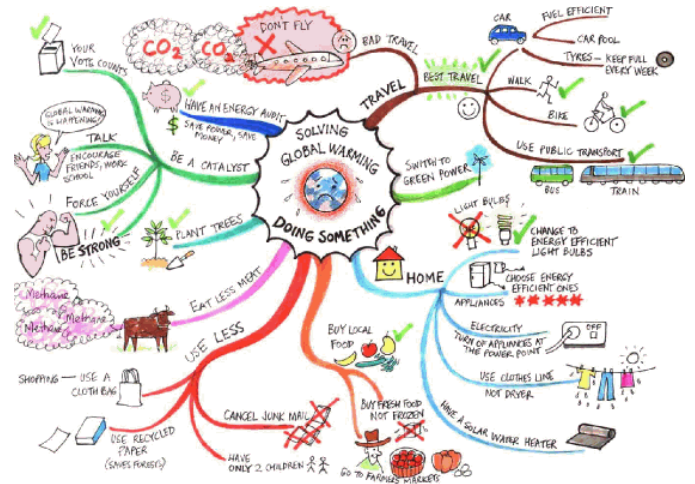 SOLVING
GLOBAL WARMING
DOING SOMETHING
TRAVEL
BAD TRAVEL
DON'T FLY
CO2
CO2
BEST TRAVEL
CAR
FUEL EFFICIENT
CAR POOL
TYRES — KEEP FULL
EVERY WEEK
WALK
BIKE
USE PUBLIC TRANSPORT
BUS
TRAIN
SWITCH TO
GREEN POWER
HOME
LIGHT BULBS
CHANGE TO
ENERGY EFFICIENT
LIGHT BULBS
APPLIANCES
CHOOSE ENERGY
EFFICIENT ONES
ELECTRICITY
TURN OF APPLIANCES AT
THE POWER POINT
OFF
USE CLOTHES LINE
NOT DRYER
HAVE A SOLAR WATER HEATER
BUY LOCAL
FOOD
BUY FRESH FOOD
NOT FROZEN
GO TO FARMERS MARKETS
USE LESS
CANCEL JUNK MAIL
HAVE
ONLY 2 CHILDREN
USE RECYCLED
PAPER
(SAVES FORESTS)
SHOPPING — USE A
CLOTH BAG
EAT LESS MEAT
Methane
Methane
Methane
PLANT TREES
BE A CATALYST
YOUR
VOTE COUNTS
TALK
ENCOURAGE
FRIENDS, WORK
SCHOOL
GLOBAL WARMING
IS HAPPENING!
FORCE YOURSELF
BE STRONG
HAVE AN ENERGY AUDIT
SAVE POWER, SAVE
MONEY
$